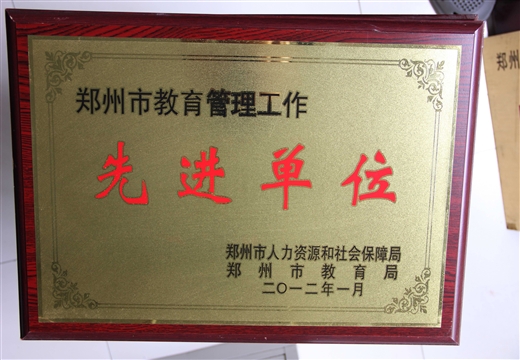 郑州市教育管理工作
先进单位
郑州市人力资源和社会保障局
郑州市教育局
二〇一二年一月
郑